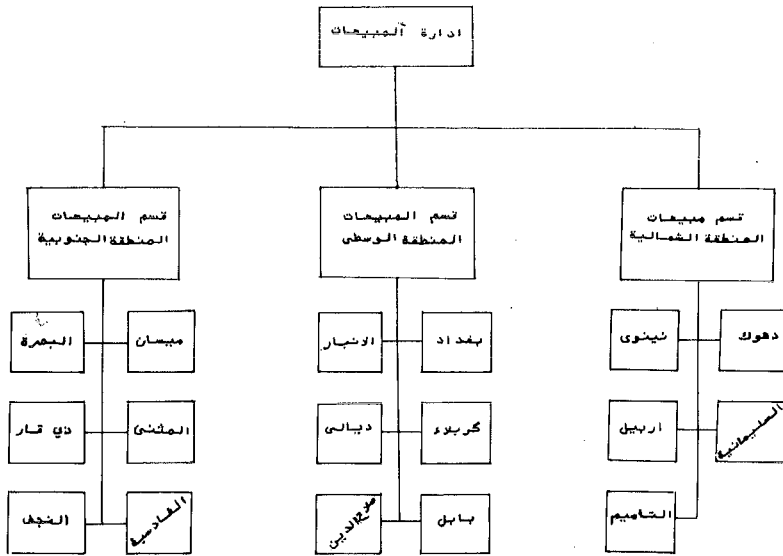 ادارة المبيعات
قسم مبيعات
المنطقة الشمالية
قسم المبيعات
المنطقة الوسطى
قسم المبيعات
المنطقة الجنوبية
دهوك
نينوى
السليمانية
اربيل
التاميم
بغداد
الانبار
كربلاء
ديالى
بابل
صلاح الدين
ميسان
البصرة
المثنى
ذي قار
القادسية
النجف